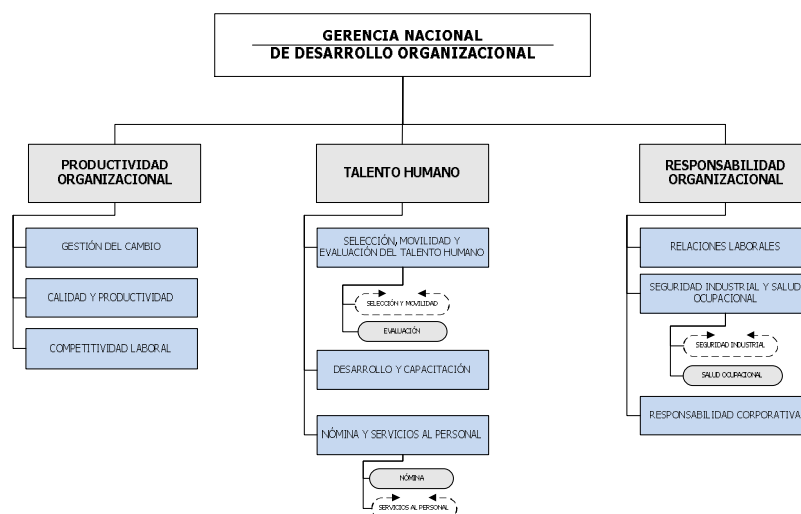 GERENCIA NACIONAL
DE DESARROLLO ORGANIZACIONAL
PRODUCTIVIDAD
ORGANIZACIONAL
GESTIÓN DEL CAMBIO
CALIDAD Y PRODUCTIVIDAD
COMPETITIVIDAD LABORAL
TALENTO HUMANO
SELECCIÓN, MOVILIDAD Y
EVALUACIÓN DEL TALENTO HUMANO
SELECCIÓN Y MOVILIDAD
EVALUACIÓN
DESARROLLO Y CAPACITACIÓN
NÓMINA Y SERVICIOS AL PERSONAL
NÓMINA
SERVICIOS AL PERSONAL
RESPONSABILIDAD
ORGANIZACIONAL
RELACIONES LABORALES
SEGURIDAD INDUSTRIAL Y SALUD
OCUPACIONAL
SEGURIDAD INDUSTRIAL
SALUD OCUPACIONAL
RESPONSABILIDAD CORPORATIVA